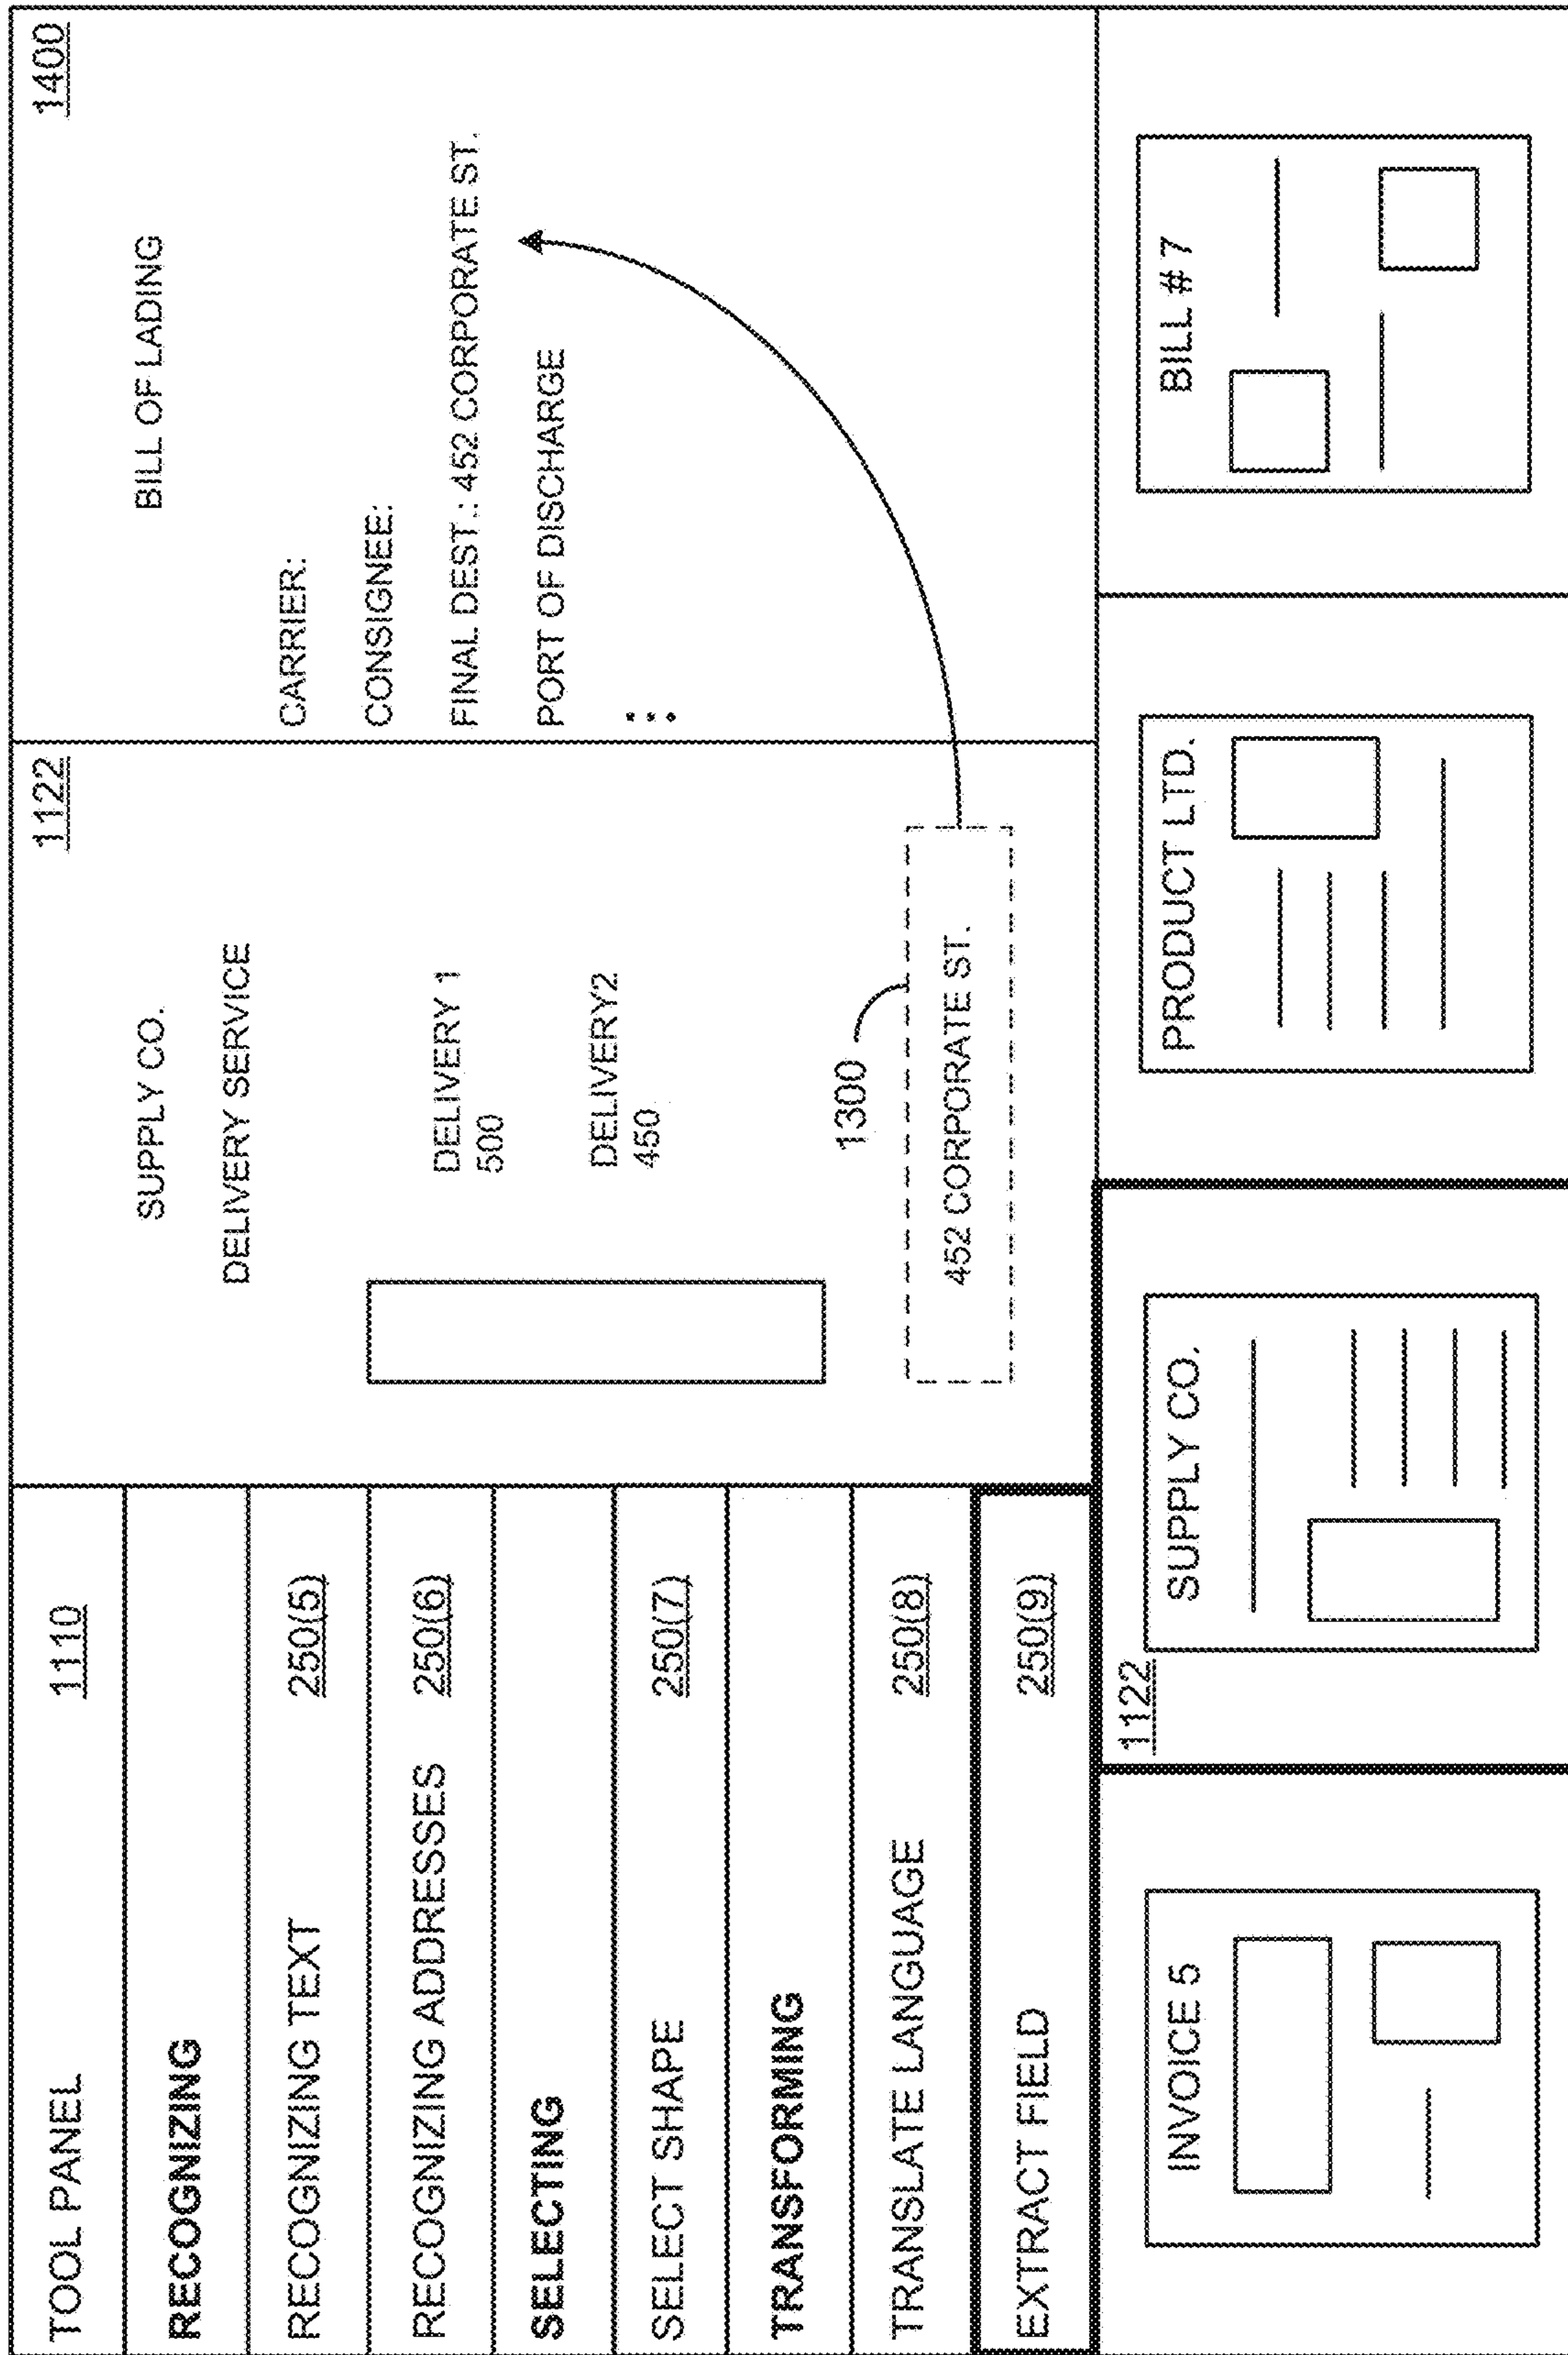 TOOL PANEL 1110
RECOGNIZING
RECOGNIZING TEXT 250(5)
RECOGNIZING ADDRESSES 250(6)
SELECTING
SELECT SHAPE 250(7)
TRANSFORMING
TRANSLATE LANGUAGE 250(8)
EXTRACT FIELD 250(9)
1122
SUPPLY CO.
DELIVERY SERVICE
DELIVERY 1
500
DELIVERY2
450
1300
452 CORPORATE ST.
1400
BILL OF LADING
CARRIER:
CONSIGNEE:
FINAL DEST.: 452 CORPORATE ST.
PORT OF DISCHARGE
⋮
INVOICE 5
1122
SUPPLY CO.
PRODUCT LTD.
BILL # 7